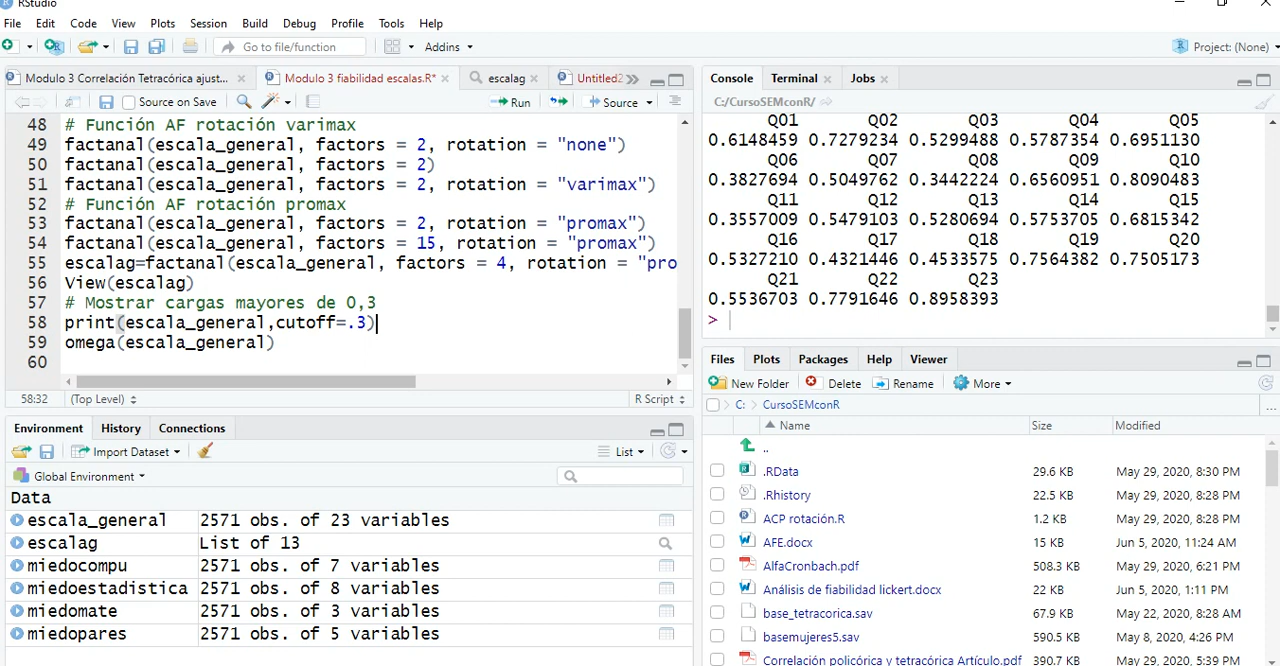 RStudio
File Edit Code View Plots Session Build Debug Profile Tools Help
Go to file/function Addins Project: (None)
Modulo 3 Correlación Tetracórica ajust... Modulo 3 fiabilidad escalas.R* escalag Untitled2
Source on Save Run Source
48 # Función AF rotación varimax
49 factanal(escala_general, factors = 2, rotation = "none")
50 factanal(escala_general, factors = 2)
51 factanal(escala_general, factors = 2, rotation = "varimax")
52 # Función AF rotación promax
53 factanal(escala_general, factors = 2, rotation = "promax")
54 factanal(escala_general, factors = 15, rotation = "promax")
55 escalag=factanal(escala_general, factors = 4, rotation = "pro
56 View(escalag)
57 # Mostrar cargas mayores de 0,3
58 print(escala_general,cutoff=.3)
59 omega(escala_general)
60
58:32 (Top Level) R Script
Environment History Connections
Import Dataset List
Global Environment
Data
escala_general 2571 obs. of 23 variables
escalag List of 13
miedocompu 2571 obs. of 7 variables
miedoestadistica 2571 obs. of 8 variables
miedomate 2571 obs. of 3 variables
miedopares 2571 obs. of 5 variables
Console Terminal Jobs
C:/CursoSEMconR/
Q01 Q02 Q03 Q04 Q05
0.6148459 0.7279234 0.5299488 0.5787354 0.6951130
Q06 Q07 Q08 Q09 Q10
0.3827694 0.5049762 0.3442224 0.6560951 0.8090483
Q11 Q12 Q13 Q14 Q15
0.3557009 0.5479103 0.5280694 0.5753705 0.6815342
Q16 Q17 Q18 Q19 Q20
0.5327210 0.4321446 0.4533575 0.7564382 0.7505173
Q21 Q22 Q23
0.5536703 0.7791646 0.8958393
>
Files Plots Packages Help Viewer
New Folder Delete Rename More
C: CursoSEMconR ...
Name Size Modified
..
.RData 29.6 KB May 29, 2020, 8:30 PM
.Rhistory 22.5 KB May 29, 2020, 8:28 PM
ACP rotación.R 1.2 KB May 29, 2020, 8:28 PM
AFE.docx 15 KB Jun 5, 2020, 11:24 AM
AlfaCronbach.pdf 508.3 KB May 29, 2020, 6:21 PM
Análisis de fiabilidad likert.docx 22 KB Jun 5, 2020, 1:11 PM
base_tetracorica.sav 67.9 KB May 22, 2020, 8:28 AM
basemujeres5.sav 590.5 KB May 8, 2020, 4:26 PM
Correlación policórica y tetracórica Artículo.pdf 390.7 KB May 29, 2020, 5:39 PM